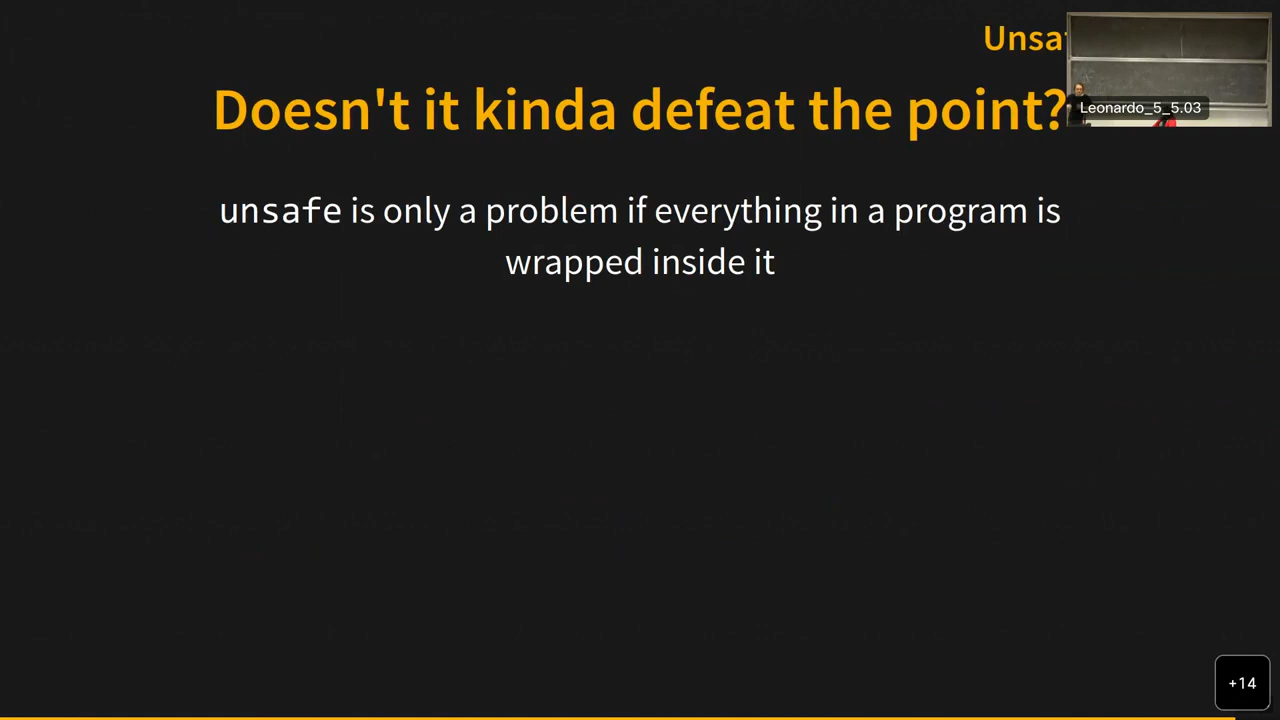 Unsa
Doesn't it kinda defeat the point?
Leonardo_5_5.03
unsafe is only a problem if everything in a program is
wrapped inside it
+14